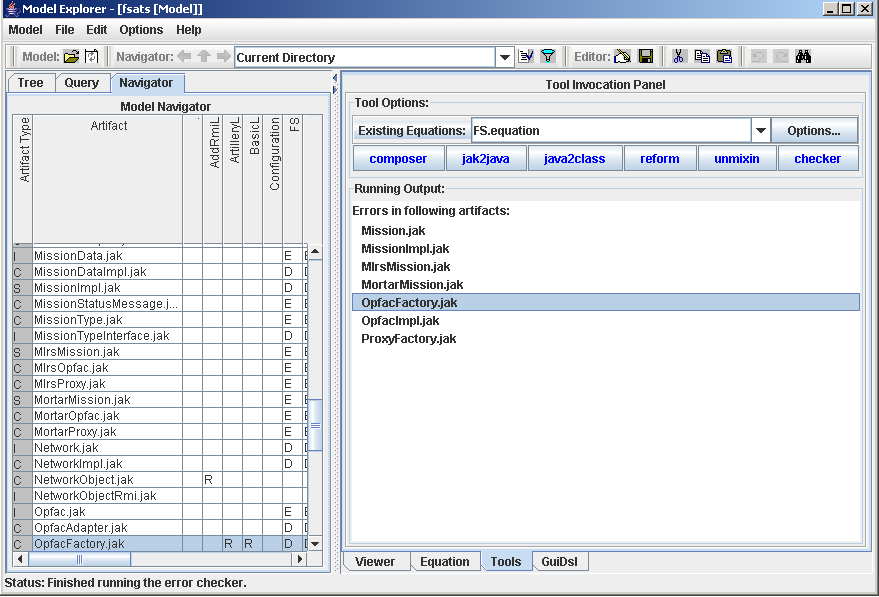 Model Explorer - [fsats [Model]]
Model File Edit Options Help
Model: Navigator: Current Directory Editor:
Tree Query Navigator
Model Navigator
Artifact Type Artifact AddRmiL ArtilleryL BasicL Configuration FS
I MissionData.jak E
C MissionDataImpl.jak D
S MissionImpl.jak D
C MissionStatusMessage.j... E
C MissionType.jak E
I MissionTypeInterface.jak D
S MlrsMission.jak E
C MlrsOpfac.jak E
C MlrsProxy.jak E
S MortarMission.jak E
C MortarOpfac.jak E
C MortarProxy.jak E
I Network.jak D
C NetworkImpl.jak D
C NetworkObject.jak R
I NetworkObjectRmi.jak
I Opfac.jak E
C OpfacAdapter.jak D
C OpfacFactory.jak R R D
Tool Invocation Panel
Tool Options:
Existing Equations: FS.equation Options...
composer jak2java java2class reform unmixin checker
Running Output:
Errors in following artifacts:
Mission.jak
MissionImpl.jak
MlrsMission.jak
MortarMission.jak
OpfacFactory.jak
OpfacImpl.jak
ProxyFactory.jak
Viewer Equation Tools GuiDsl
Status: Finished running the error checker.